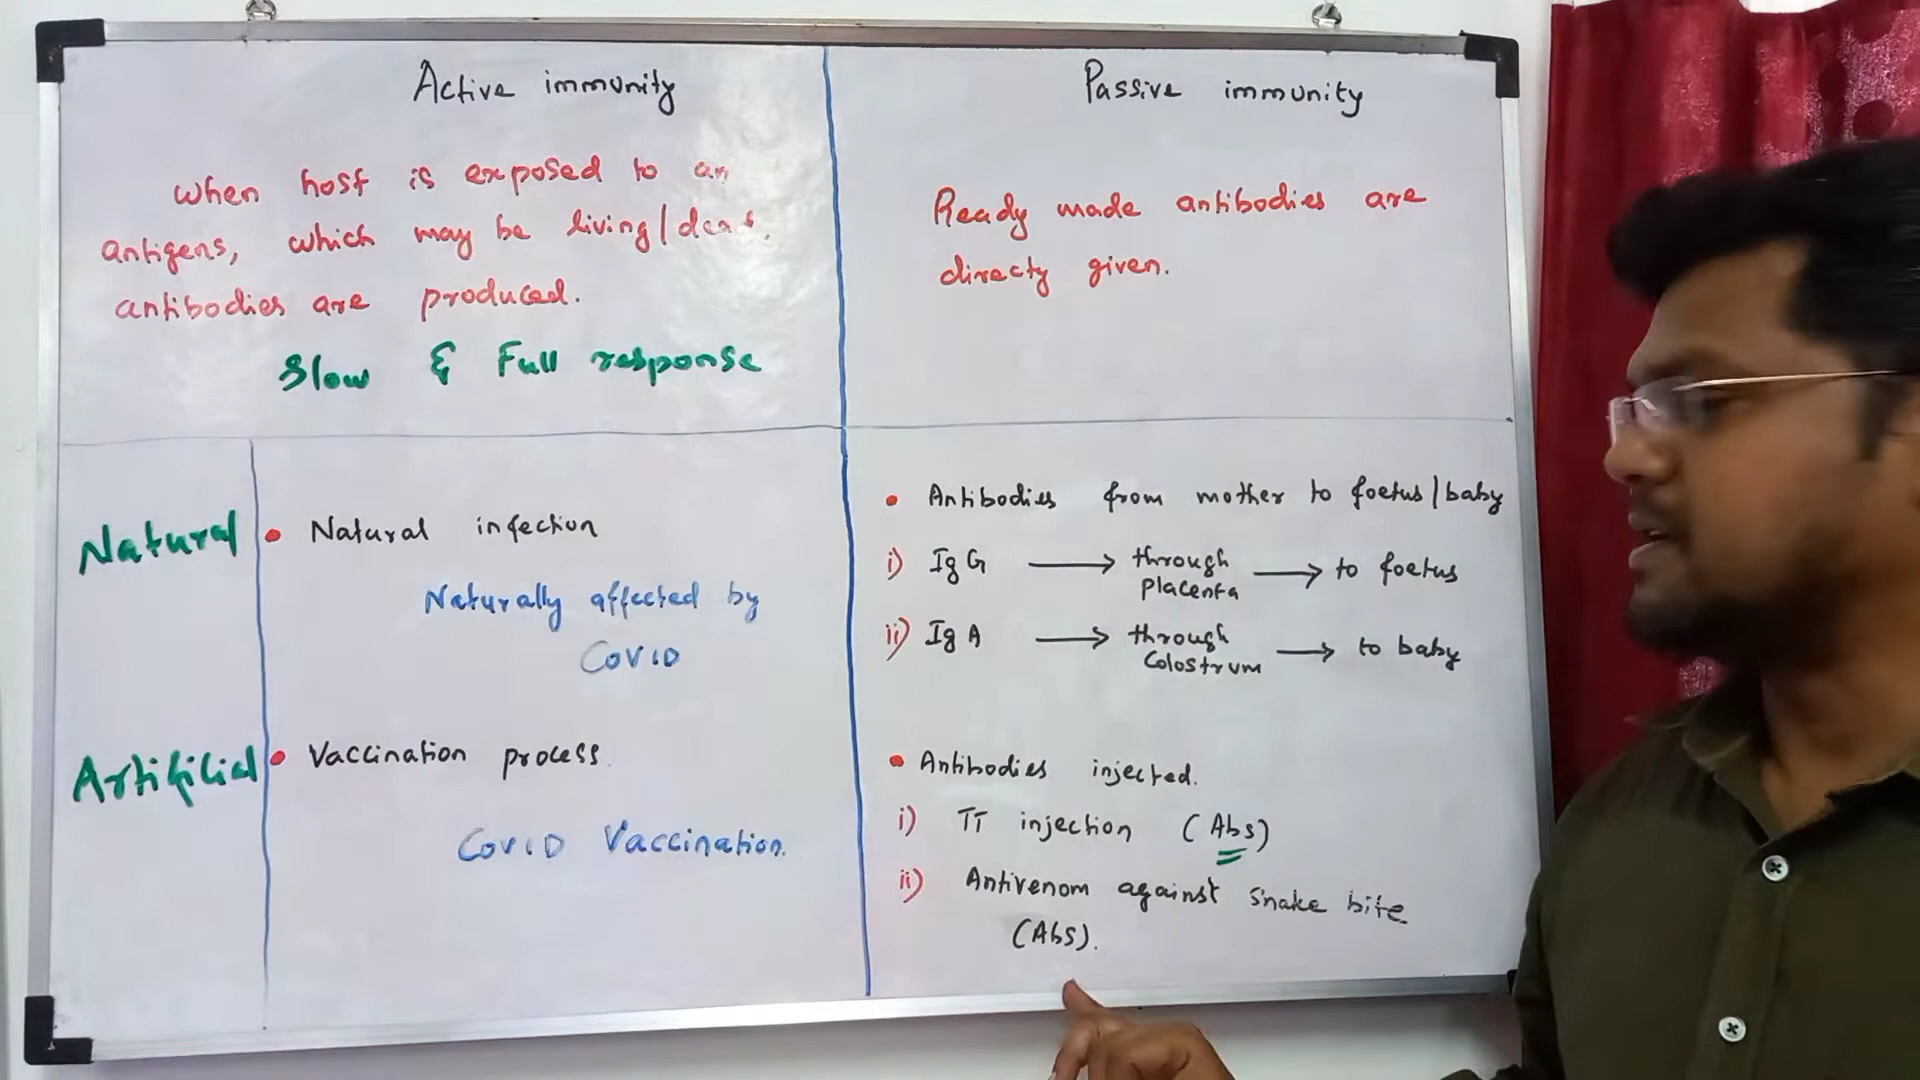 Active immunity
When host is exposed to an
antigens, which may be living/dead.
antibodies are produced.
Slow & Full response
Passive immunity
Ready made antibodies are
directy given.
Natural
• Natural infection
Naturally affected by
COVID
• Antibodies from mother to foetus/baby
i) IgG → through placenta → to foetus
ii) IgA → through Colostrum → to baby
Artificial
• Vaccination process.
COVID Vaccination.
• Antibodies injected.
i) TT injection (Abs)
ii) Antivenom against snake bite
(Abs).